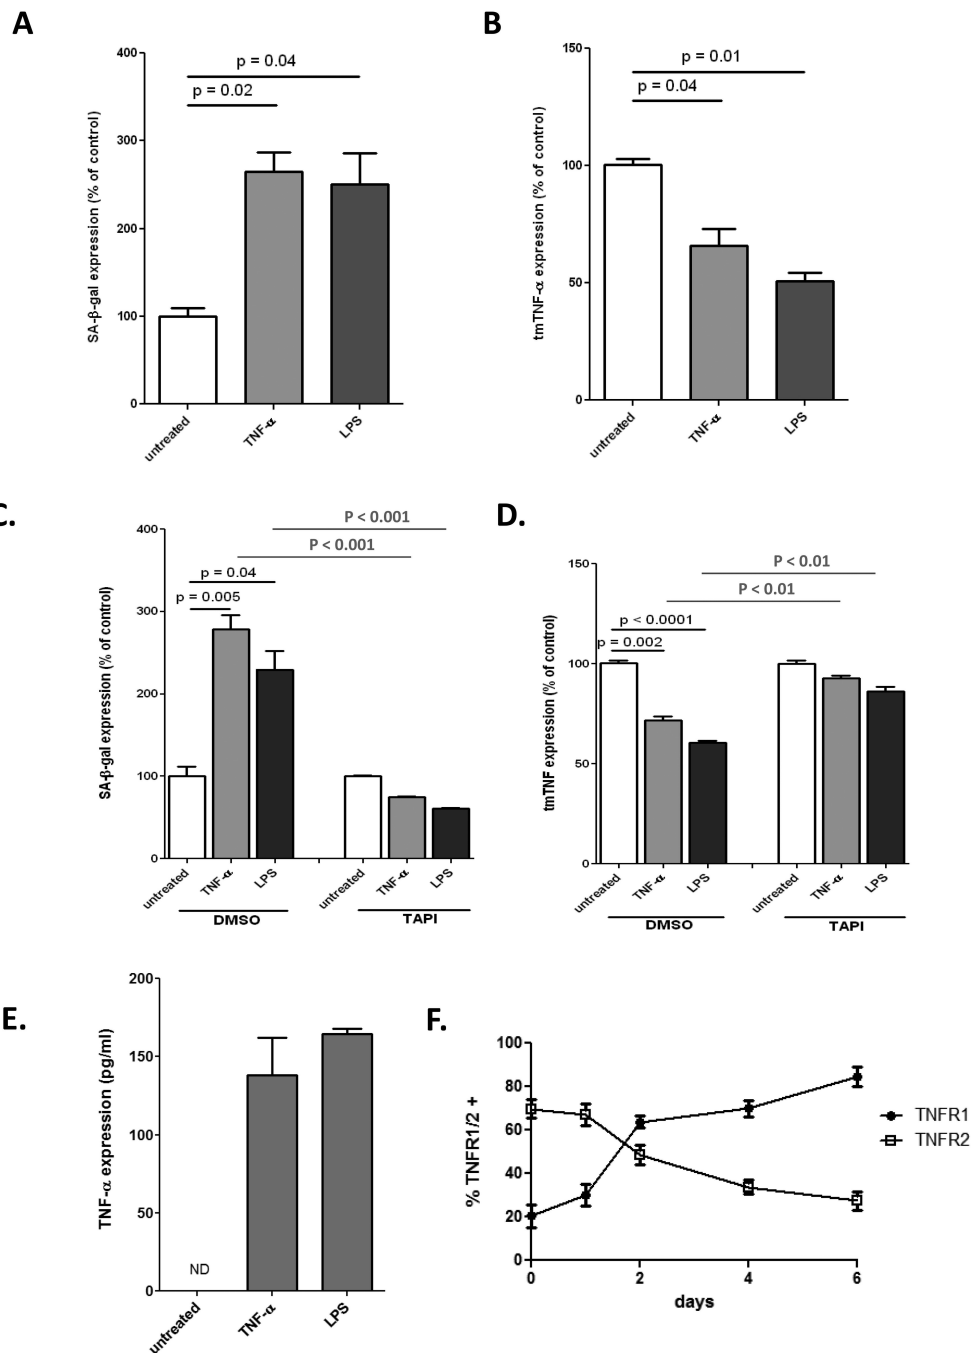 A
SA-β-gal expression (% of control)
400
300
200
100
0
p = 0.04
p = 0.02
untreated
TNF-α
LPS
B
tmTNF-α expression (% of control)
150
100
50
0
p = 0.01
p = 0.04
untreated
TNF-α
LPS
C.
SA-β-gal expression (% of control)
400
300
200
100
0
P < 0.001
P < 0.001
p = 0.04
p = 0.005
untreated
TNF-α
LPS
untreated
TNF-α
LPS
DMSO
TAPI
D.
tmTNF expression (% of control)
150
100
50
0
P < 0.01
P < 0.01
p < 0.0001
p = 0.002
untreated
TNF-α
LPS
untreated
TNF-α
LPS
DMSO
TAPI
E.
TNF-α expression (pg/ml)
200
150
100
50
0
ND
untreated
TNF-α
LPS
F.
% TNFR1/2 +
100
80
60
40
20
0
0 2 4 6
days
TNFR1
TNFR2